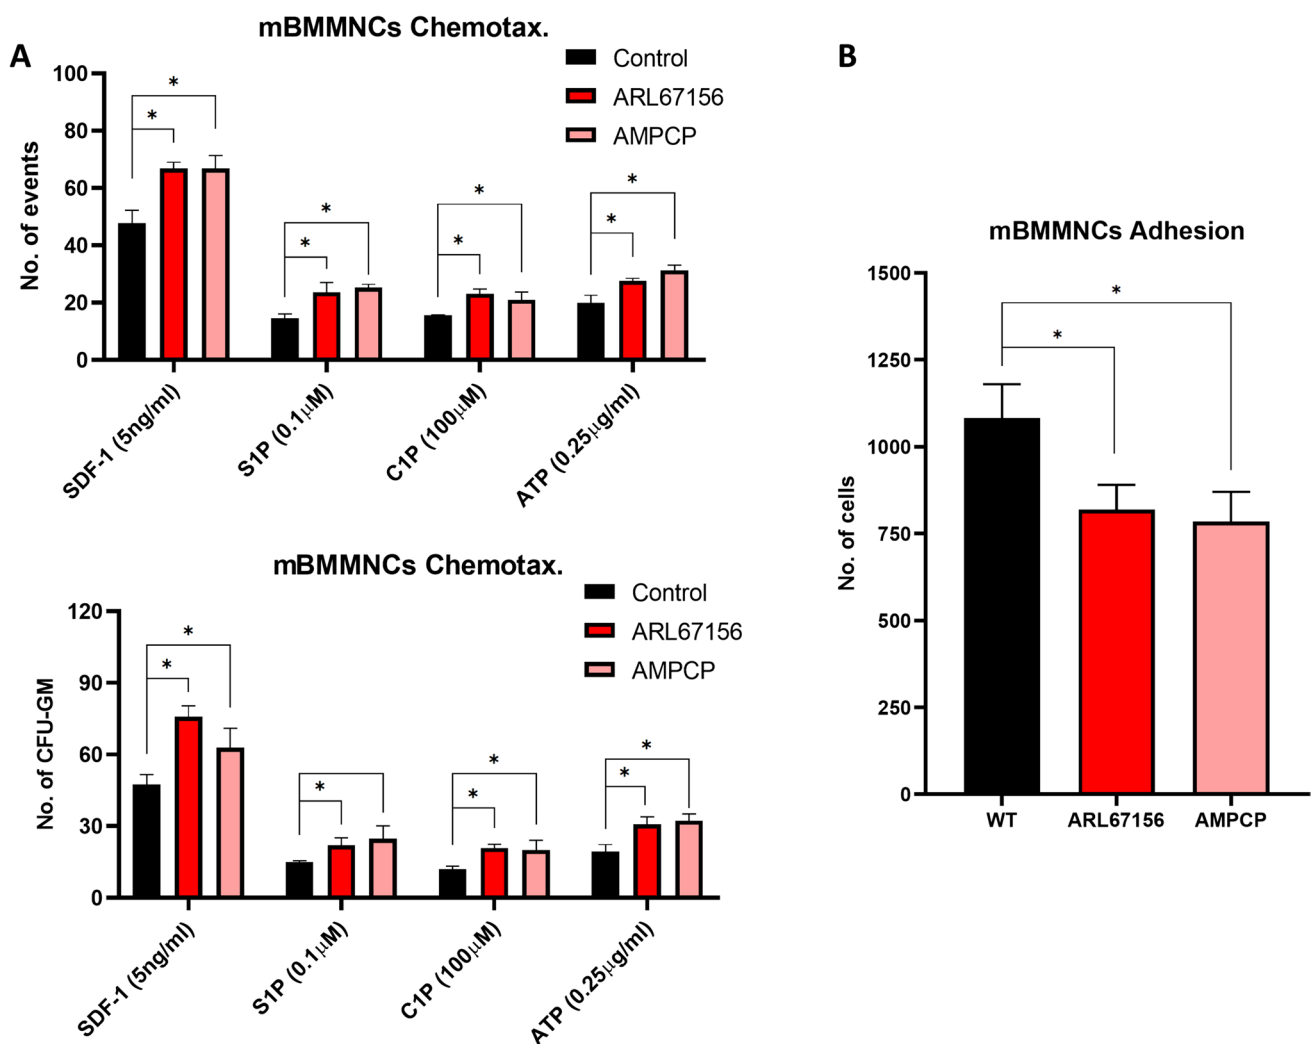 A
mBMMNCs Chemotax.
Control
ARL67156
AMPCP
No. of events
100
80
60
40
20
0
* *
* *
* *
* *
SDF-1 (5ng/ml)
S1P (0.1μM)
C1P (100μM)
ATP (0.25μg/ml)
mBMMNCs Chemotax.
Control
ARL67156
AMPCP
No. of CFU-GM
120
90
60
30
0
* *
*
* *
* *
SDF-1 (5ng/ml)
S1P (0.1μM)
C1P (100μM)
ATP (0.25μg/ml)
B
mBMMNCs Adhesion
No. of cells
1500
1250
1000
750
500
250
0
*
*
WT
ARL67156
AMPCP